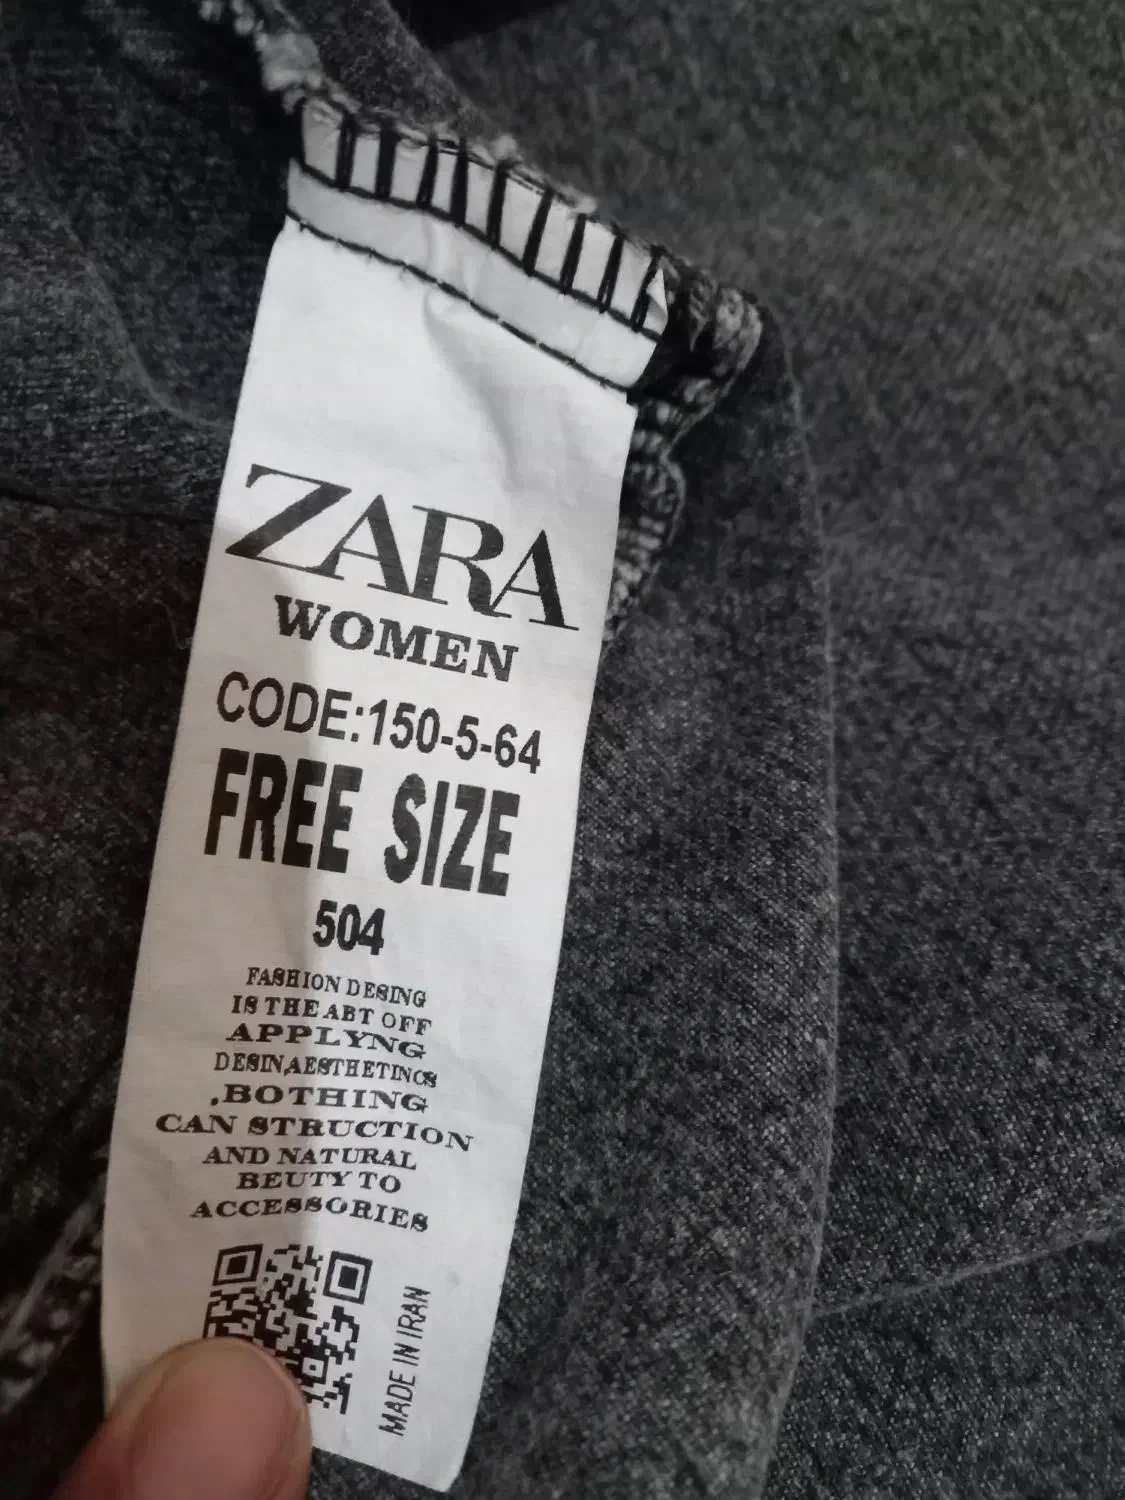 ZARA
WOMEN
CODE:150-5-64
FREE SIZE
504
FASHION DESING
IS THE ABT OFF
APPLYNG
DESIN,AESTHETINGS
,BOTHING
CAN STRUCTION
AND NATURAL
BEUTY TO
ACCESSORIES
MADE IN IRAN